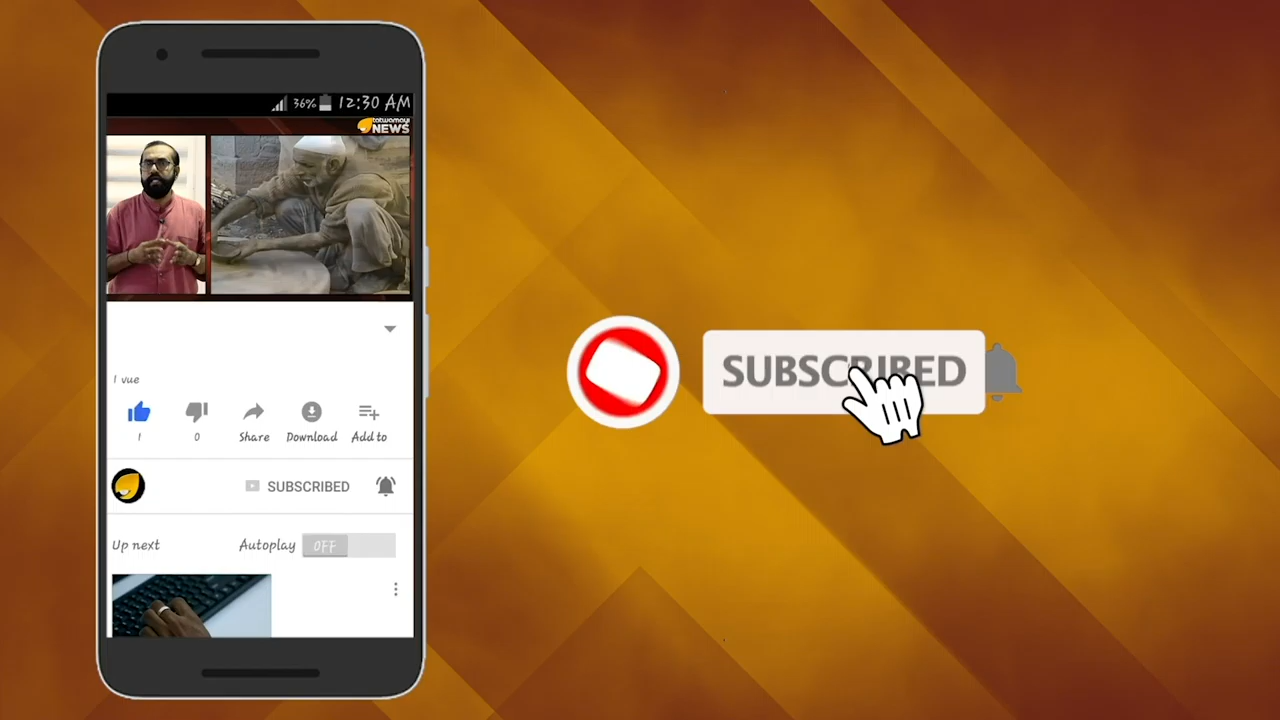 36% 12:30 AM
tatwamayi
NEWS
1 vue
1
0
Share
Download
Add to
SUBSCRIBED
Up next
Autoplay
OFF
SUBSCRIBED